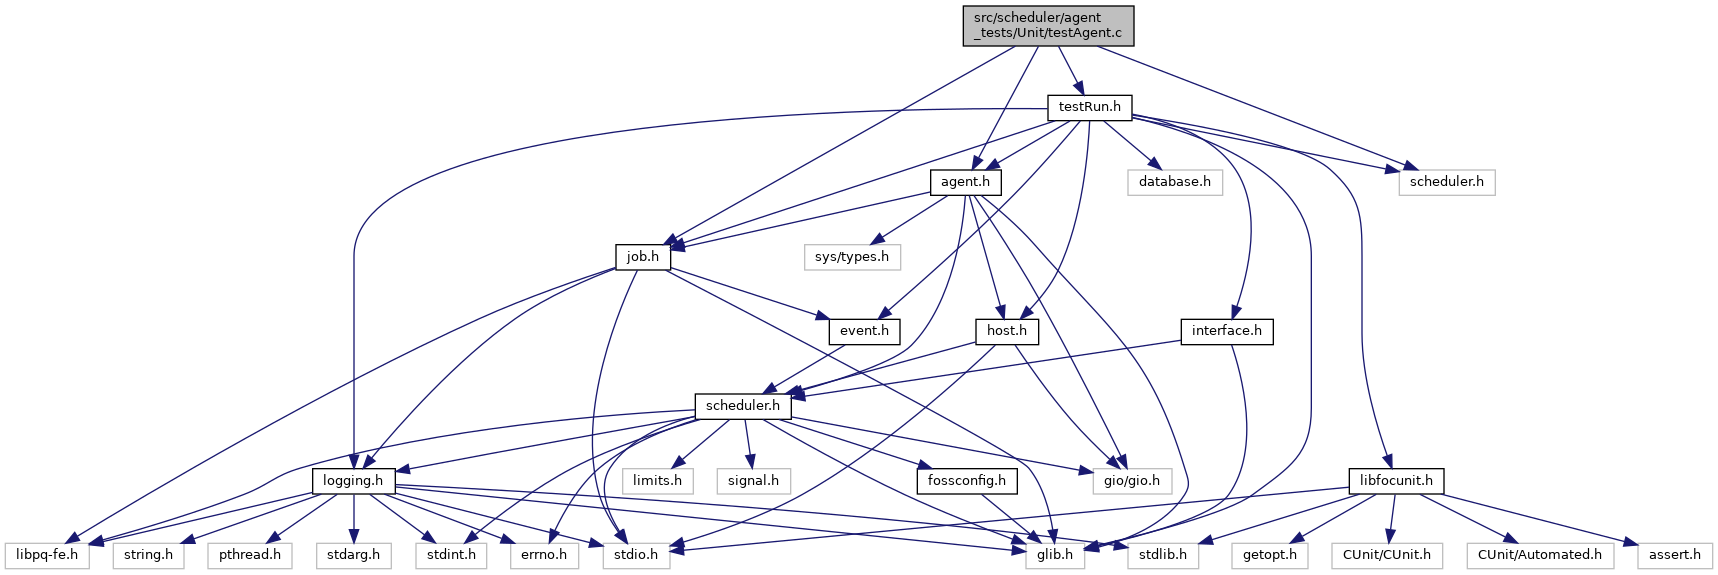 src/scheduler/agent
_tests/Unit/testAgent.c
testRun.h
agent.h
database.h
scheduler.h
job.h
sys/types.h
event.h
host.h
interface.h
scheduler.h
logging.h
limits.h
signal.h
fossconfig.h
gio/gio.h
libfocunit.h
libpq-fe.h
string.h
pthread.h
stdarg.h
stdint.h
errno.h
stdio.h
glib.h
stdlib.h
getopt.h
CUnit/CUnit.h
CUnit/Automated.h
assert.h